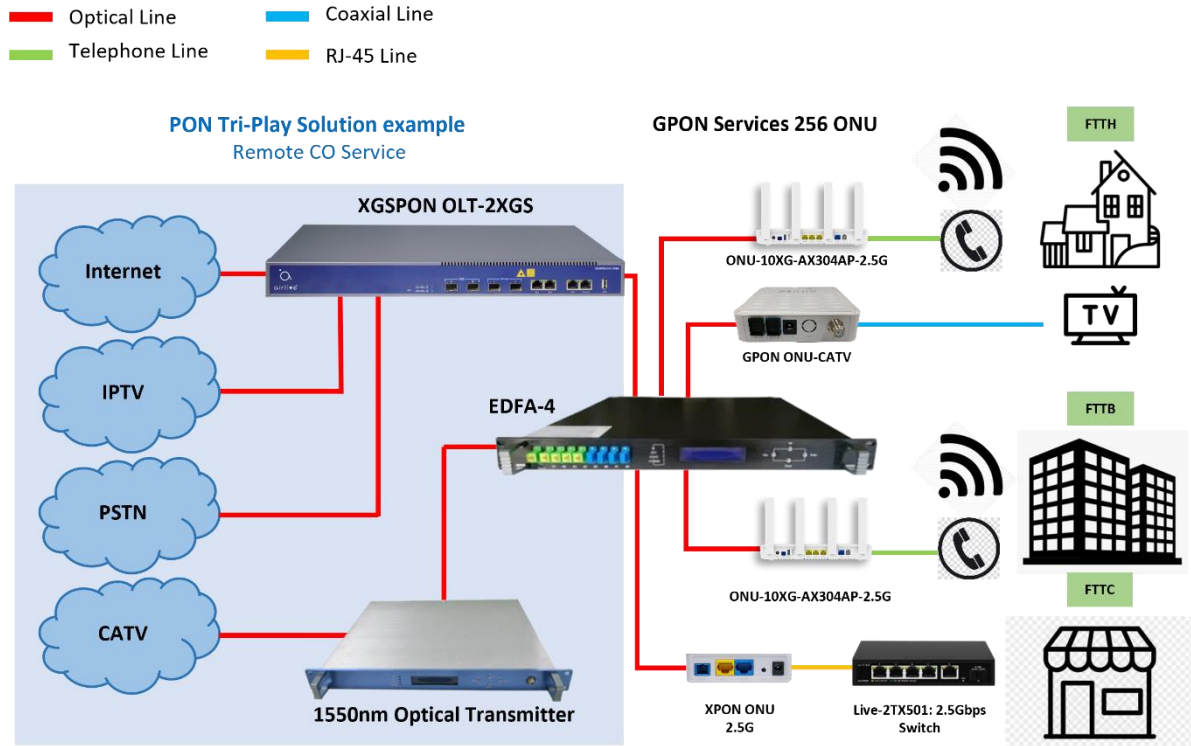 Optical Line
Coaxial Line
Telephone Line
RJ-45 Line
PON Tri-Play Solution example
Remote CO Service
GPON Services 256 ONU
FTTH
XGSPON OLT-2XGS
Internet
airlive
ONU-10XG-AX304AP-2.5G
TV
GPON ONU-CATV
IPTV
EDFA-4
FTTB
PSTN
ONU-10XG-AX304AP-2.5G
FTTC
CATV
1550nm Optical Transmitter
XPON ONU
2.5G
Live-2TX501: 2.5Gbps
Switch